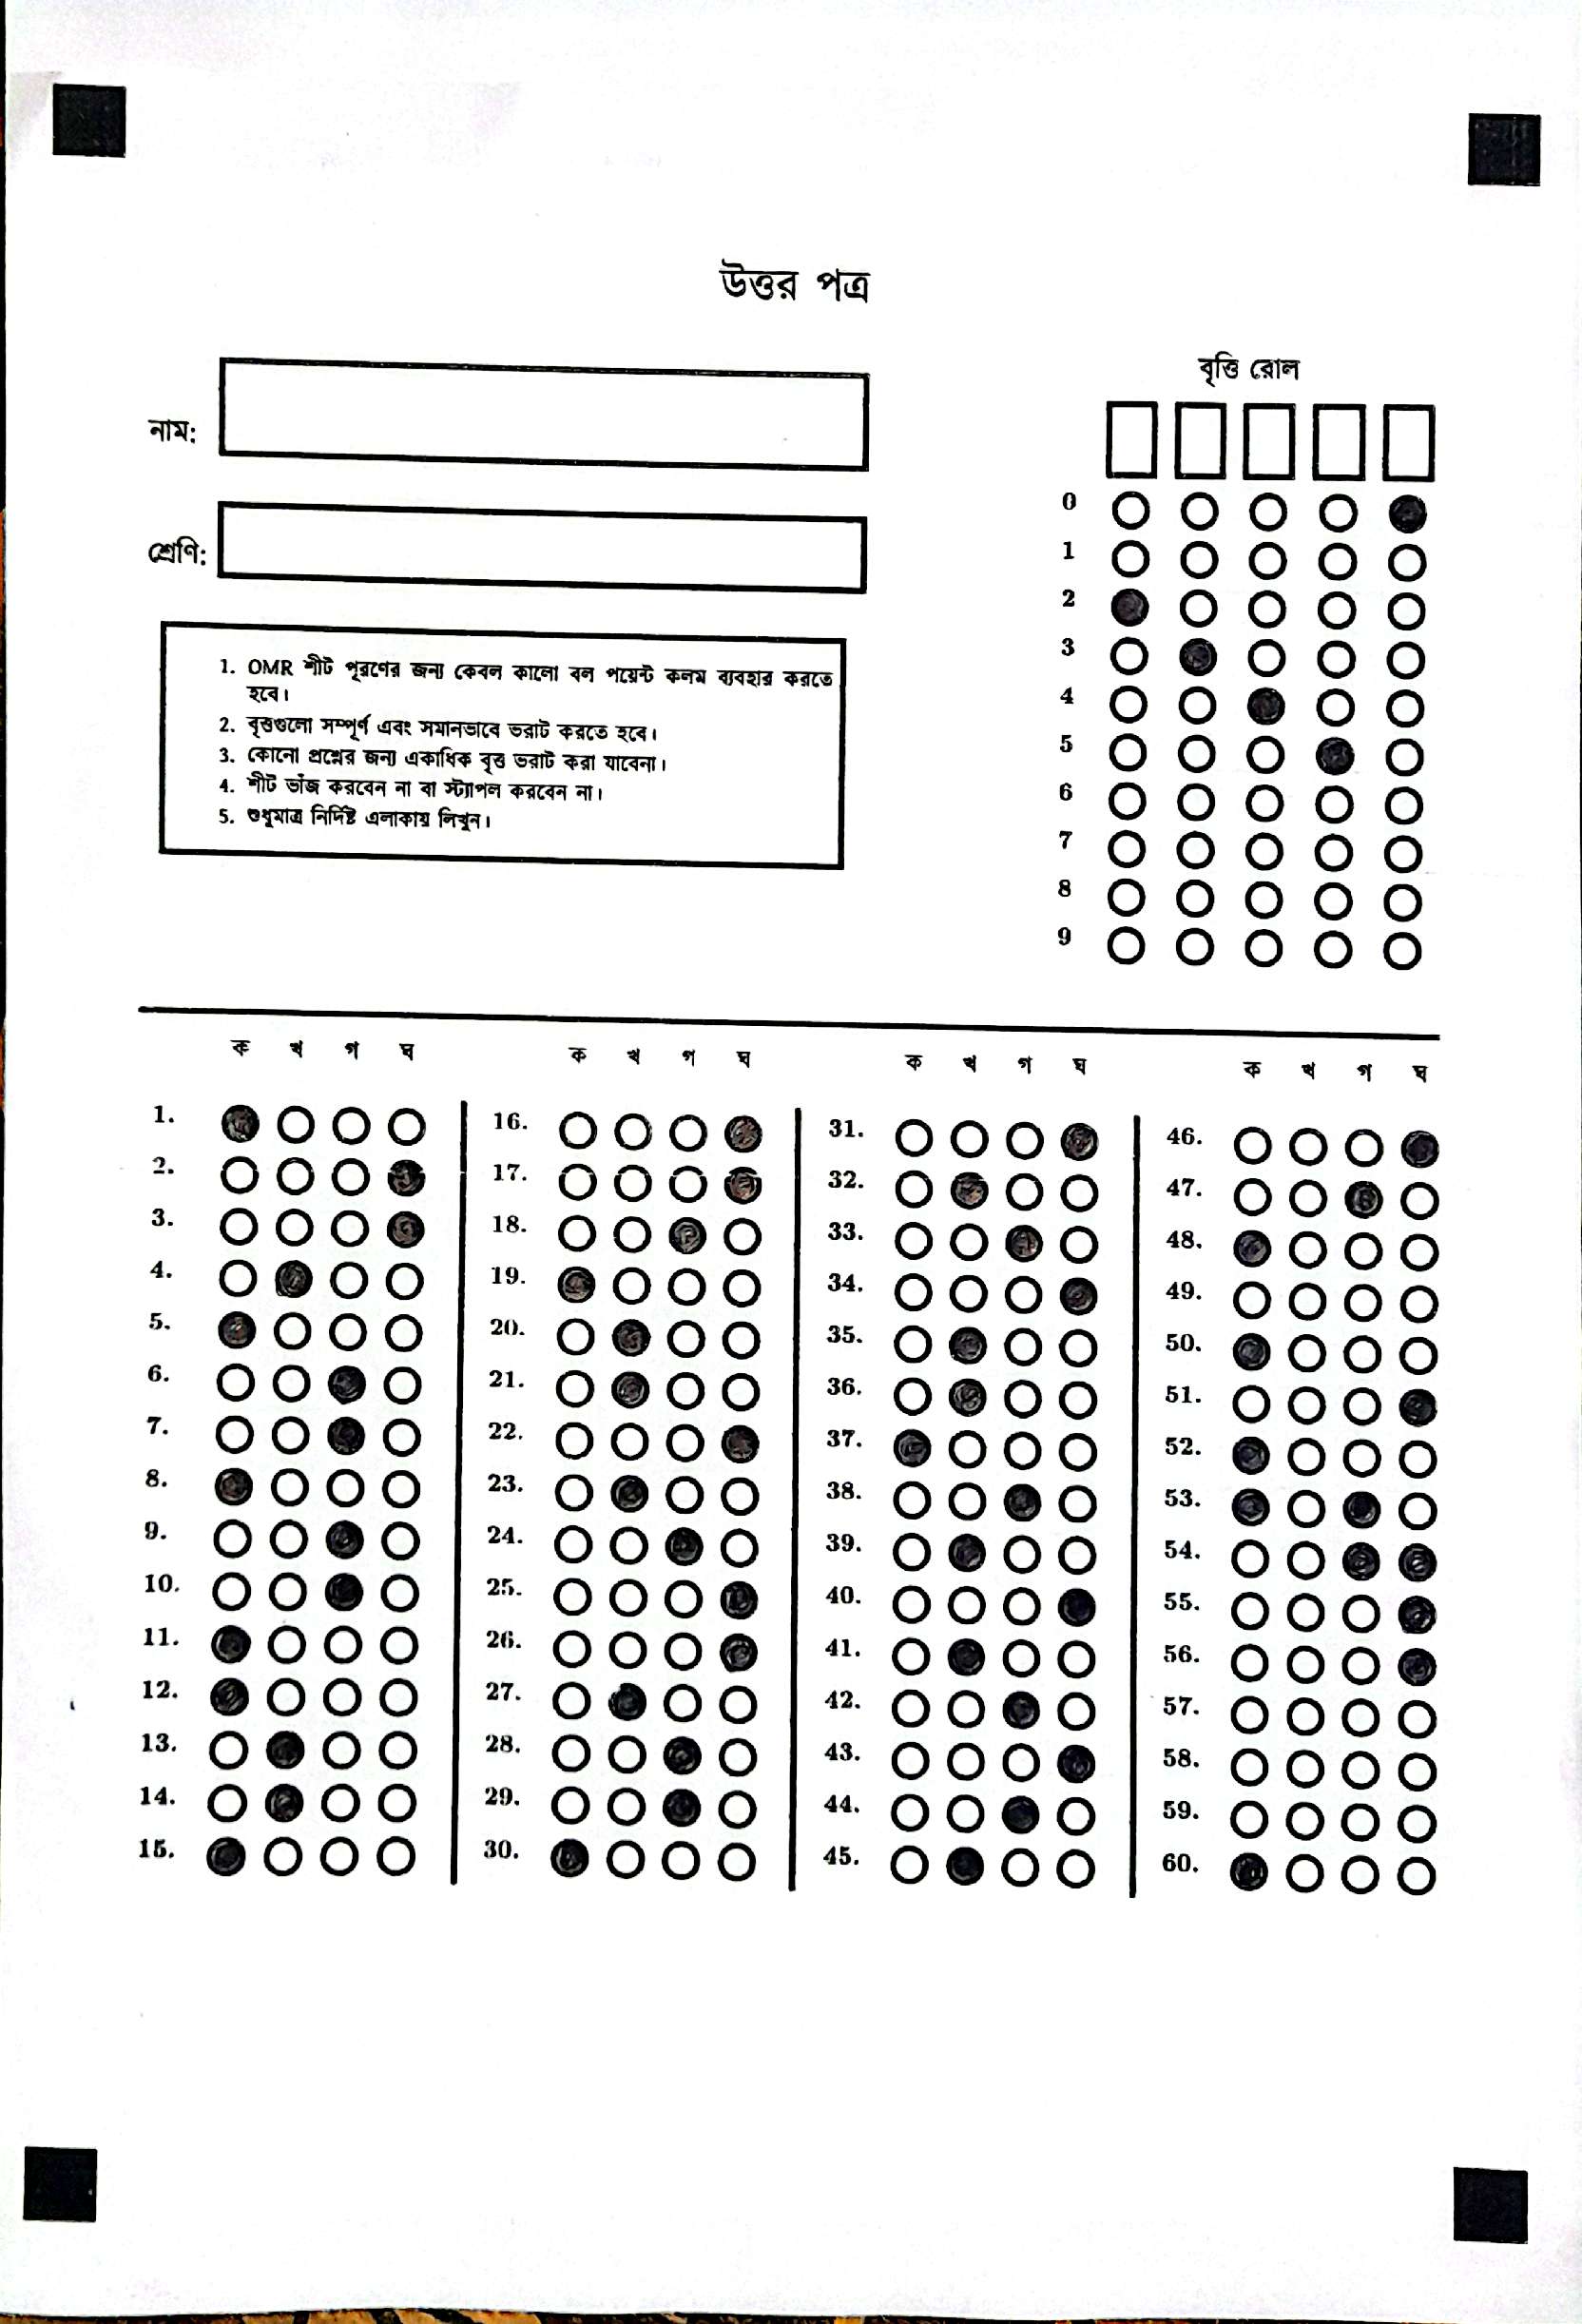 উত্তর পত্র
বৃত্তি রোল
নাম:
শ্রেণি:
1. OMR শীট পূরণের জন্য কেবল কালো বল পয়েন্ট কলম ব্যবহার করতে
হবে।
2. বৃত্তগুলো সম্পূর্ণ এবং সমানভাবে ভরাট করতে হবে।
3. কোনো প্রশ্নের জন্য একাধিক বৃত্ত ভরাট করা যাবেনা।
4. শীট ভাঁজ করবেন না বা স্ট্যাপল করবেন না।
5. শুধুমাত্র নির্দিষ্ট এলাকায় লিখুন।
0
1
2
3
4
5
6
7
8
9
ক খ গ ঘ ক খ গ ঘ ক খ গ ঘ ক খ গ ঘ
1. 16. 31. 46.
2. 17. 32. 47.
3. 18. 33. 48.
4. 19. 34. 49.
5. 20. 35. 50.
6. 21. 36. 51.
7. 22. 37. 52.
8. 23. 38. 53.
9. 24. 39. 54.
10. 25. 40. 55.
11. 26. 41. 56.
12. 27. 42. 57.
13. 28. 43. 58.
14. 29. 44. 59.
15. 30. 45. 60.